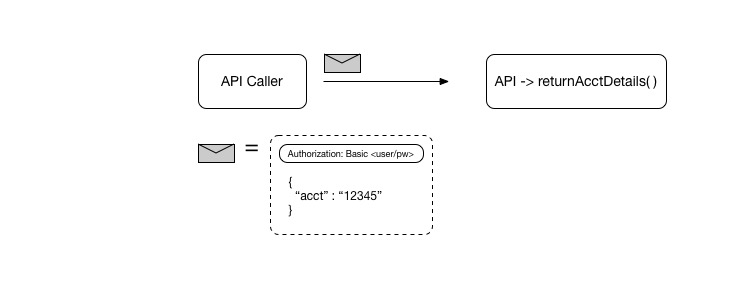 API Caller
API -> returnAcctDetails()
=
Authorization: Basic <user/pw>
{
“acct” : “12345”
}